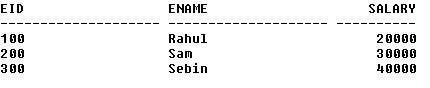 EID                  ENAME                    SALARY
-------------------- -------------------- ----------
100                  Rahul                     20000
200                  Sam                       30000
300                  Sebin                     40000